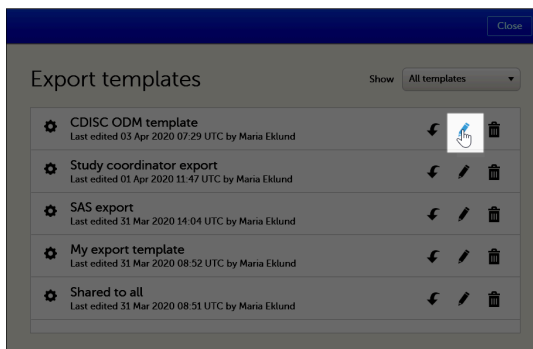 Close
Export templates
Show All templates
CDISC ODM template
Last edited 03 Apr 2020 07:29 UTC by Maria Eklund
Study coordinator export
Last edited 01 Apr 2020 11:47 UTC by Maria Eklund
SAS export
Last edited 31 Mar 2020 14:04 UTC by Maria Eklund
My export template
Last edited 31 Mar 2020 08:52 UTC by Maria Eklund
Shared to all
Last edited 31 Mar 2020 08:51 UTC by Maria Eklund